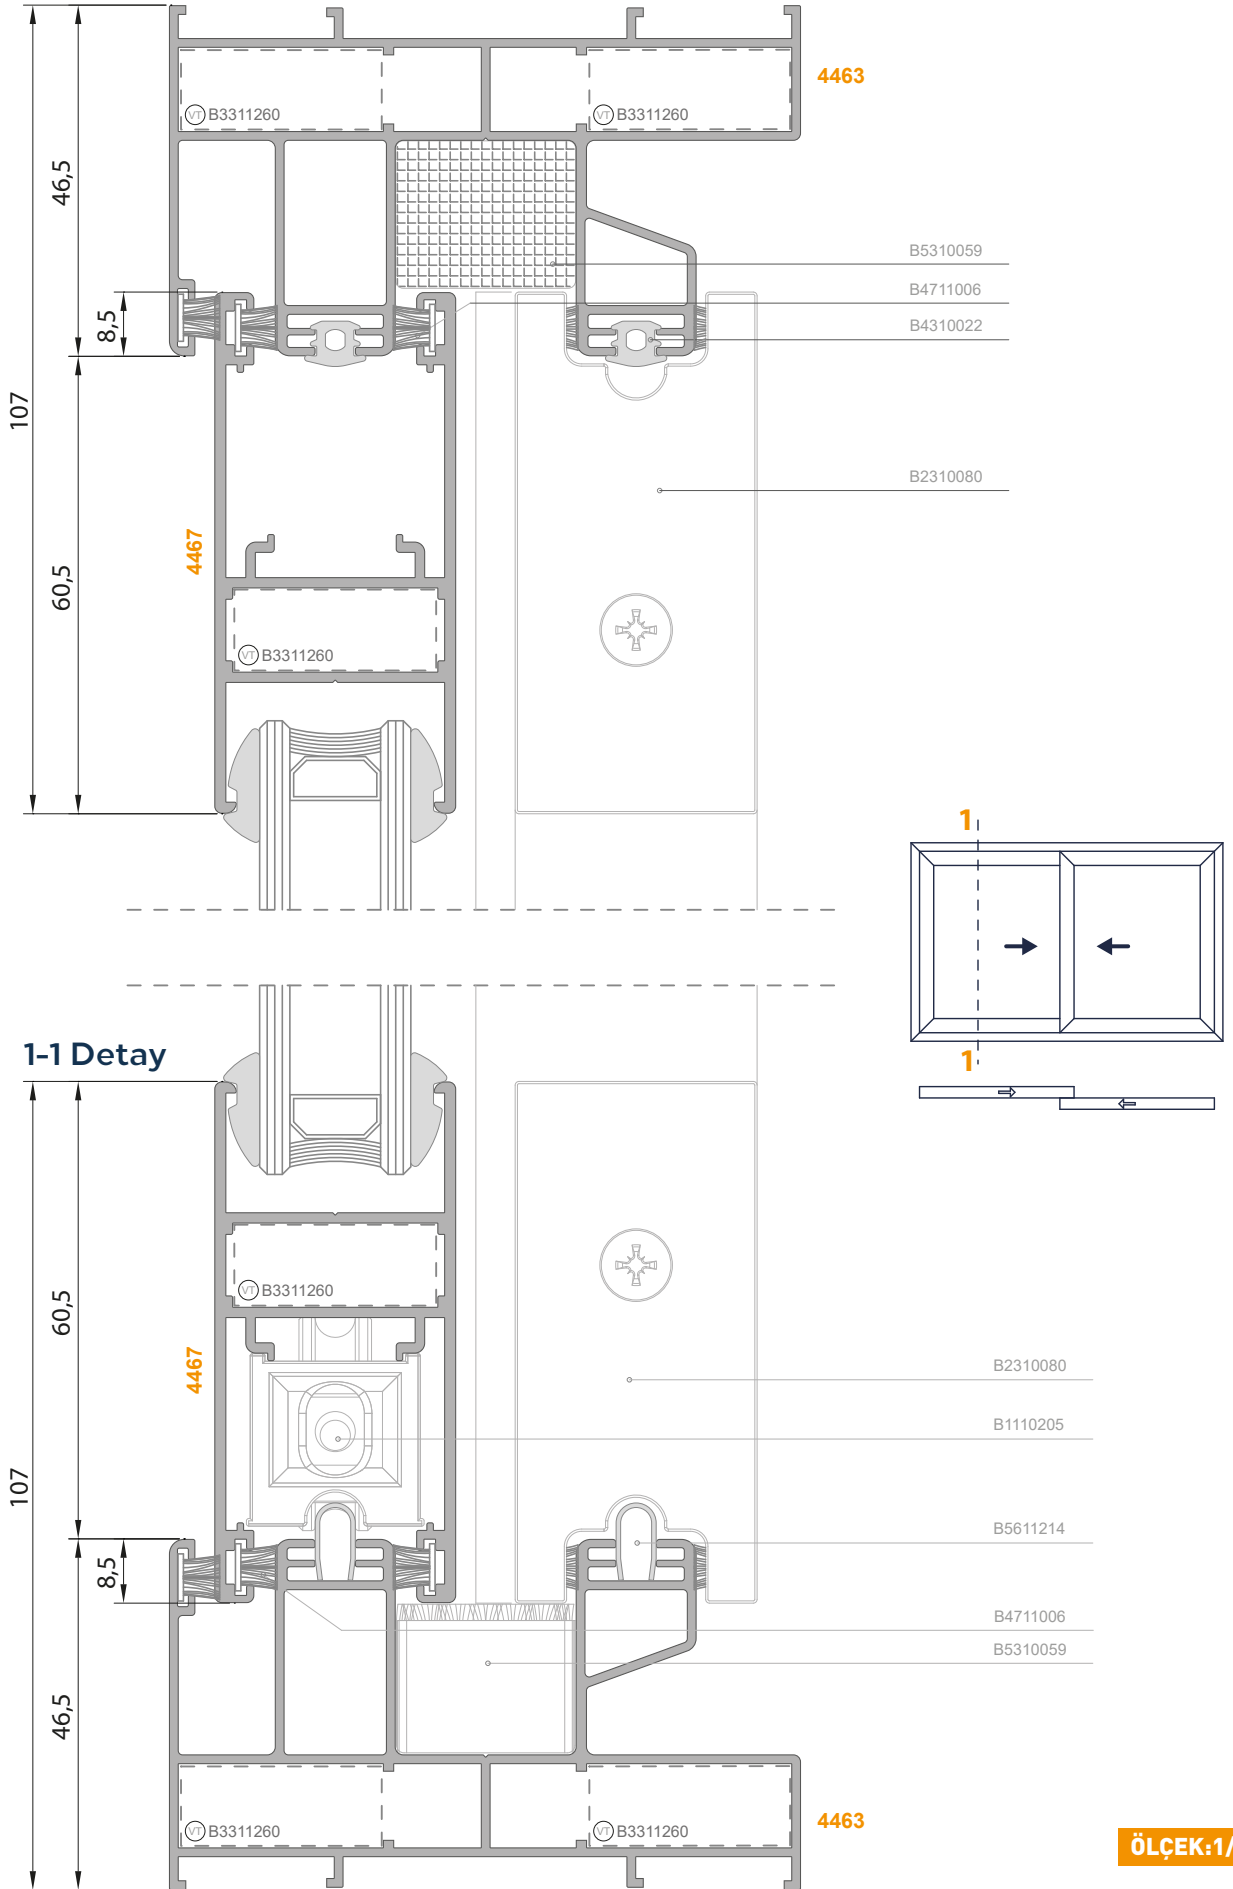 4463
VT B3311260
VT B3311260
46,5
B5310059
B4711006
8,5
B4310022
107
B2310080
4467
60,5
VT B3311260
1
1
1-1 Detay
VT B3311260
60,5
4467
B2310080
B1110205
107
B5611214
8,5
B4711006
B5310059
46,5
4463
VT B3311260
VT B3311260
ÖLÇEK:1/